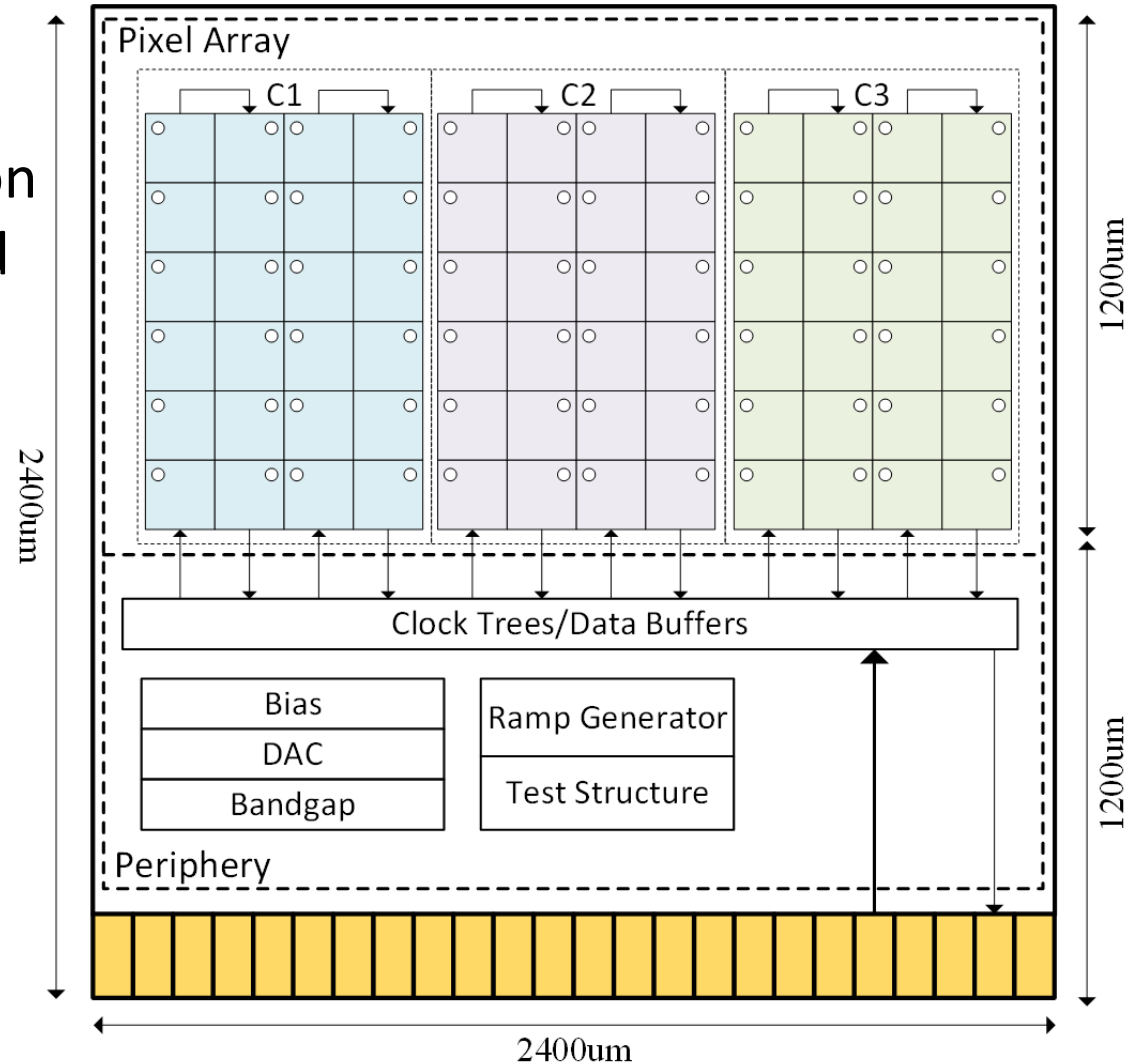 Pixel Array
C1
C2
C3
on
1200um
2400um
Clock Trees/Data Buffers
Bias
DAC
Bandgap
Ramp Generator
Test Structure
1200um
Periphery
2400um